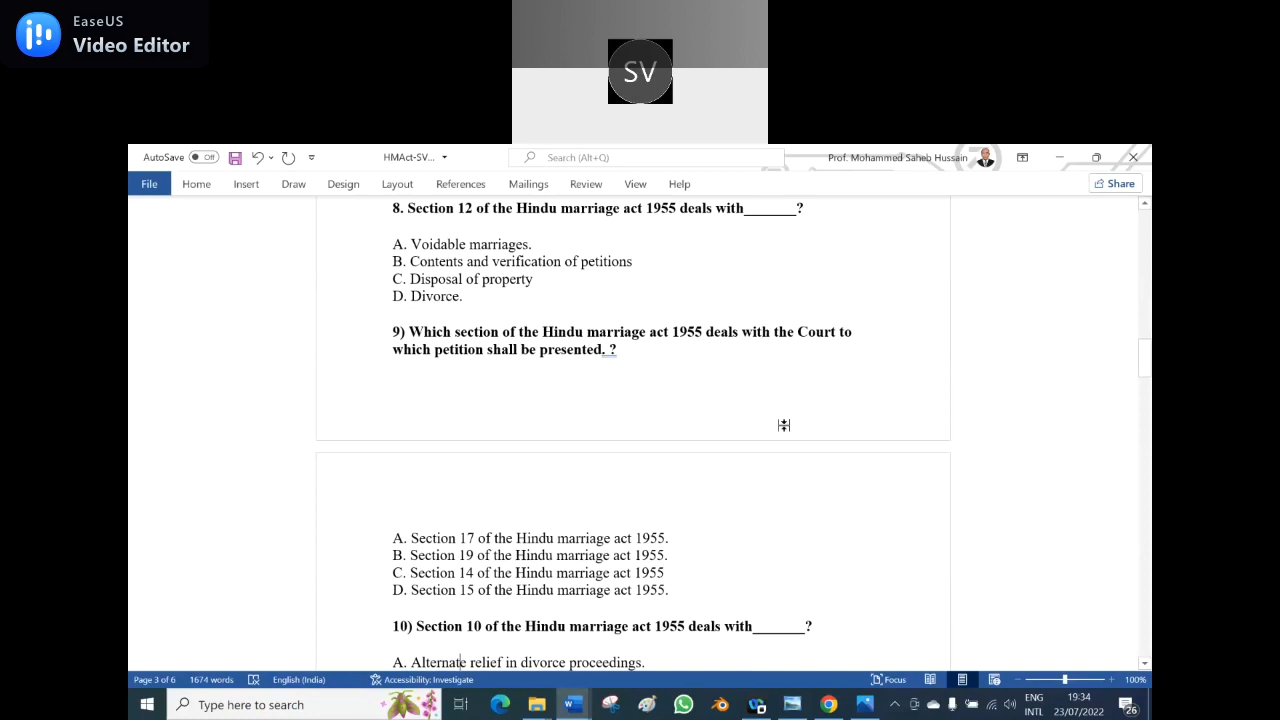 EaseUS
Video Editor
SV
AutoSave Off
HMAct-SV...
Search (Alt+Q)
Prof. Mohammed Saheb Hussain
File Home Insert Draw Design Layout References Mailings Review View Help
Share
8. Section 12 of the Hindu marriage act 1955 deals with_______?
A. Voidable marriages.
B. Contents and verification of petitions
C. Disposal of property
D. Divorce.
9) Which section of the Hindu marriage act 1955 deals with the Court to
which petition shall be presented. ?
A. Section 17 of the Hindu marriage act 1955.
B. Section 19 of the Hindu marriage act 1955.
C. Section 14 of the Hindu marriage act 1955
D. Section 15 of the Hindu marriage act 1955.
10) Section 10 of the Hindu marriage act 1955 deals with_______?
A. Alternate relief in divorce proceedings.
Page 3 of 6 1674 words English (India) Accessibility: Investigate Focus 100%
Type here to search
ENG 19:34
INTL 23/07/2022 26